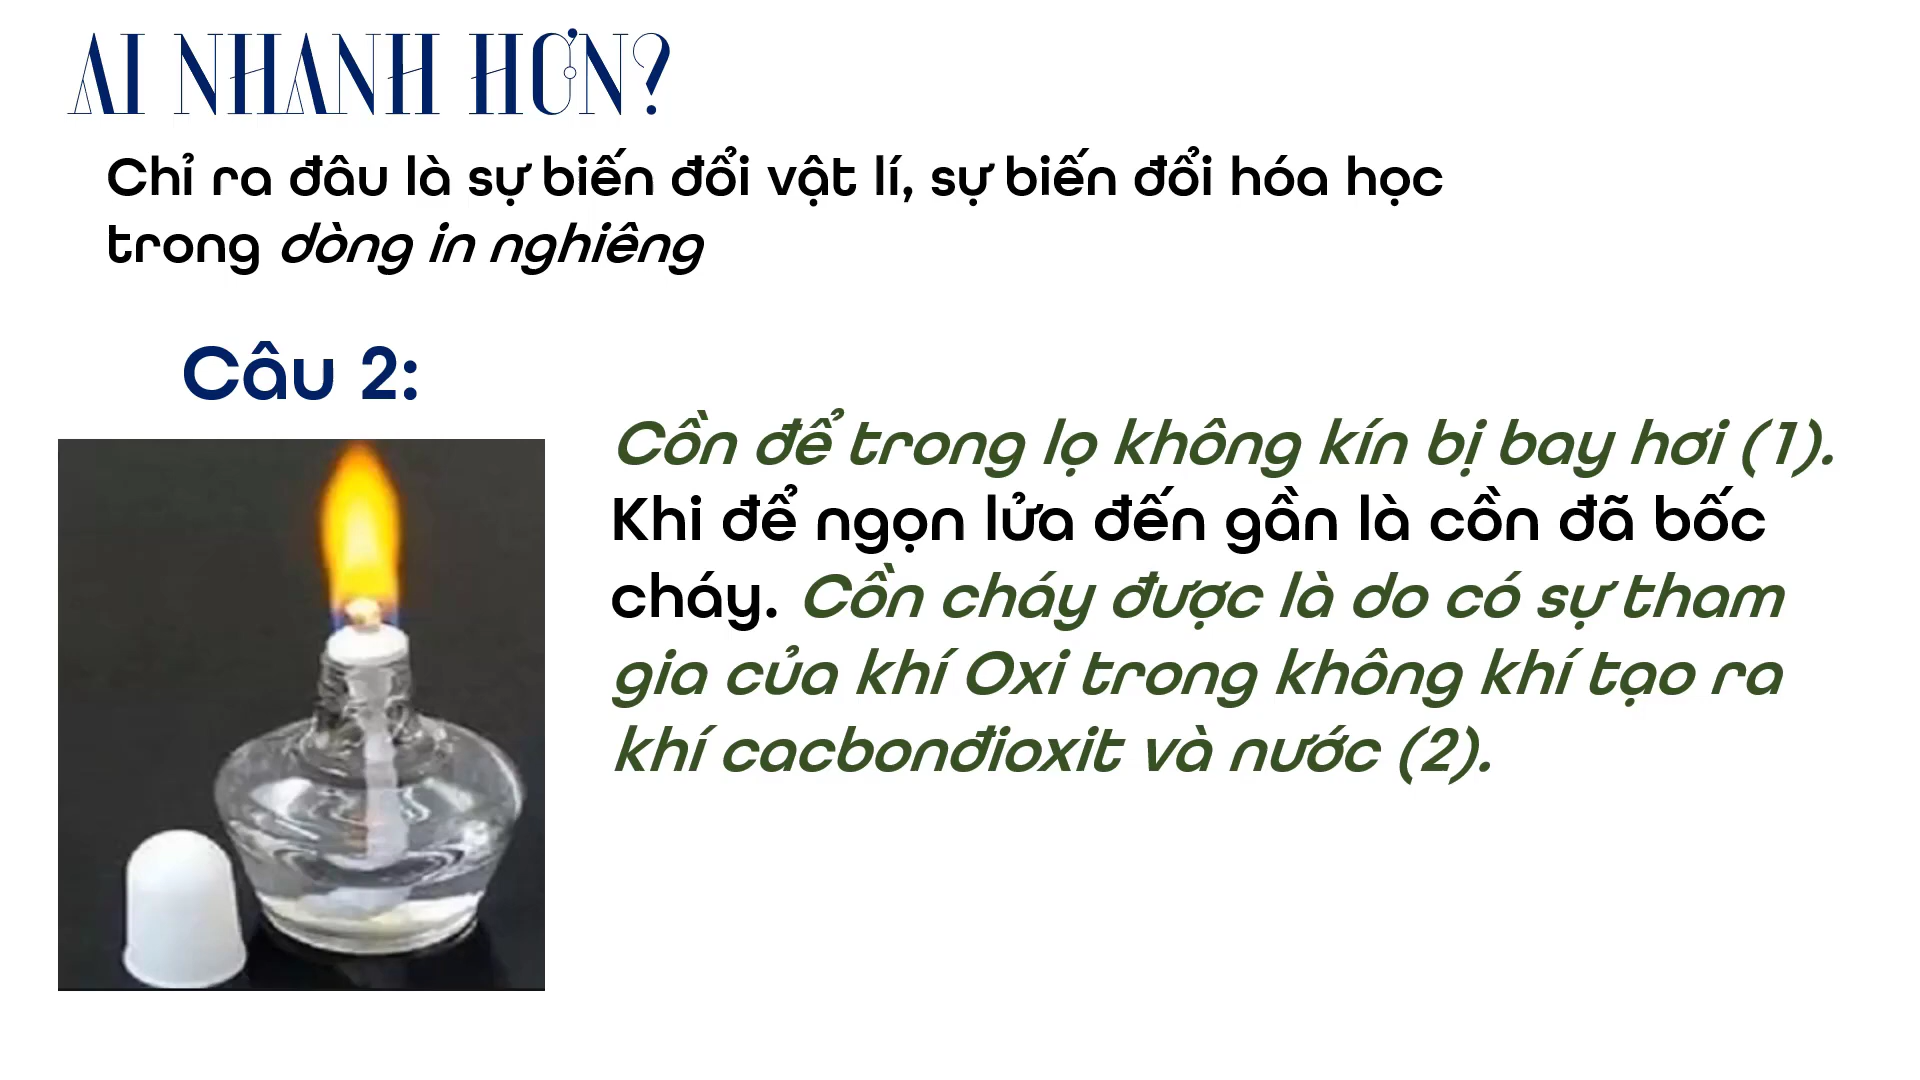 AI NHANH HƠN?
Chỉ ra đâu là sự biến đổi vật lí, sự biến đổi hóa học
trong dòng in nghiêng
Câu 2:
Cồn để trong lọ không kín bị bay hơi (1).
Khi để ngọn lửa đến gần là cồn đã bốc
cháy. Cồn cháy được là do có sự tham
gia của khí Oxi trong không khí tạo ra
khí cacbonđioxit và nước (2).